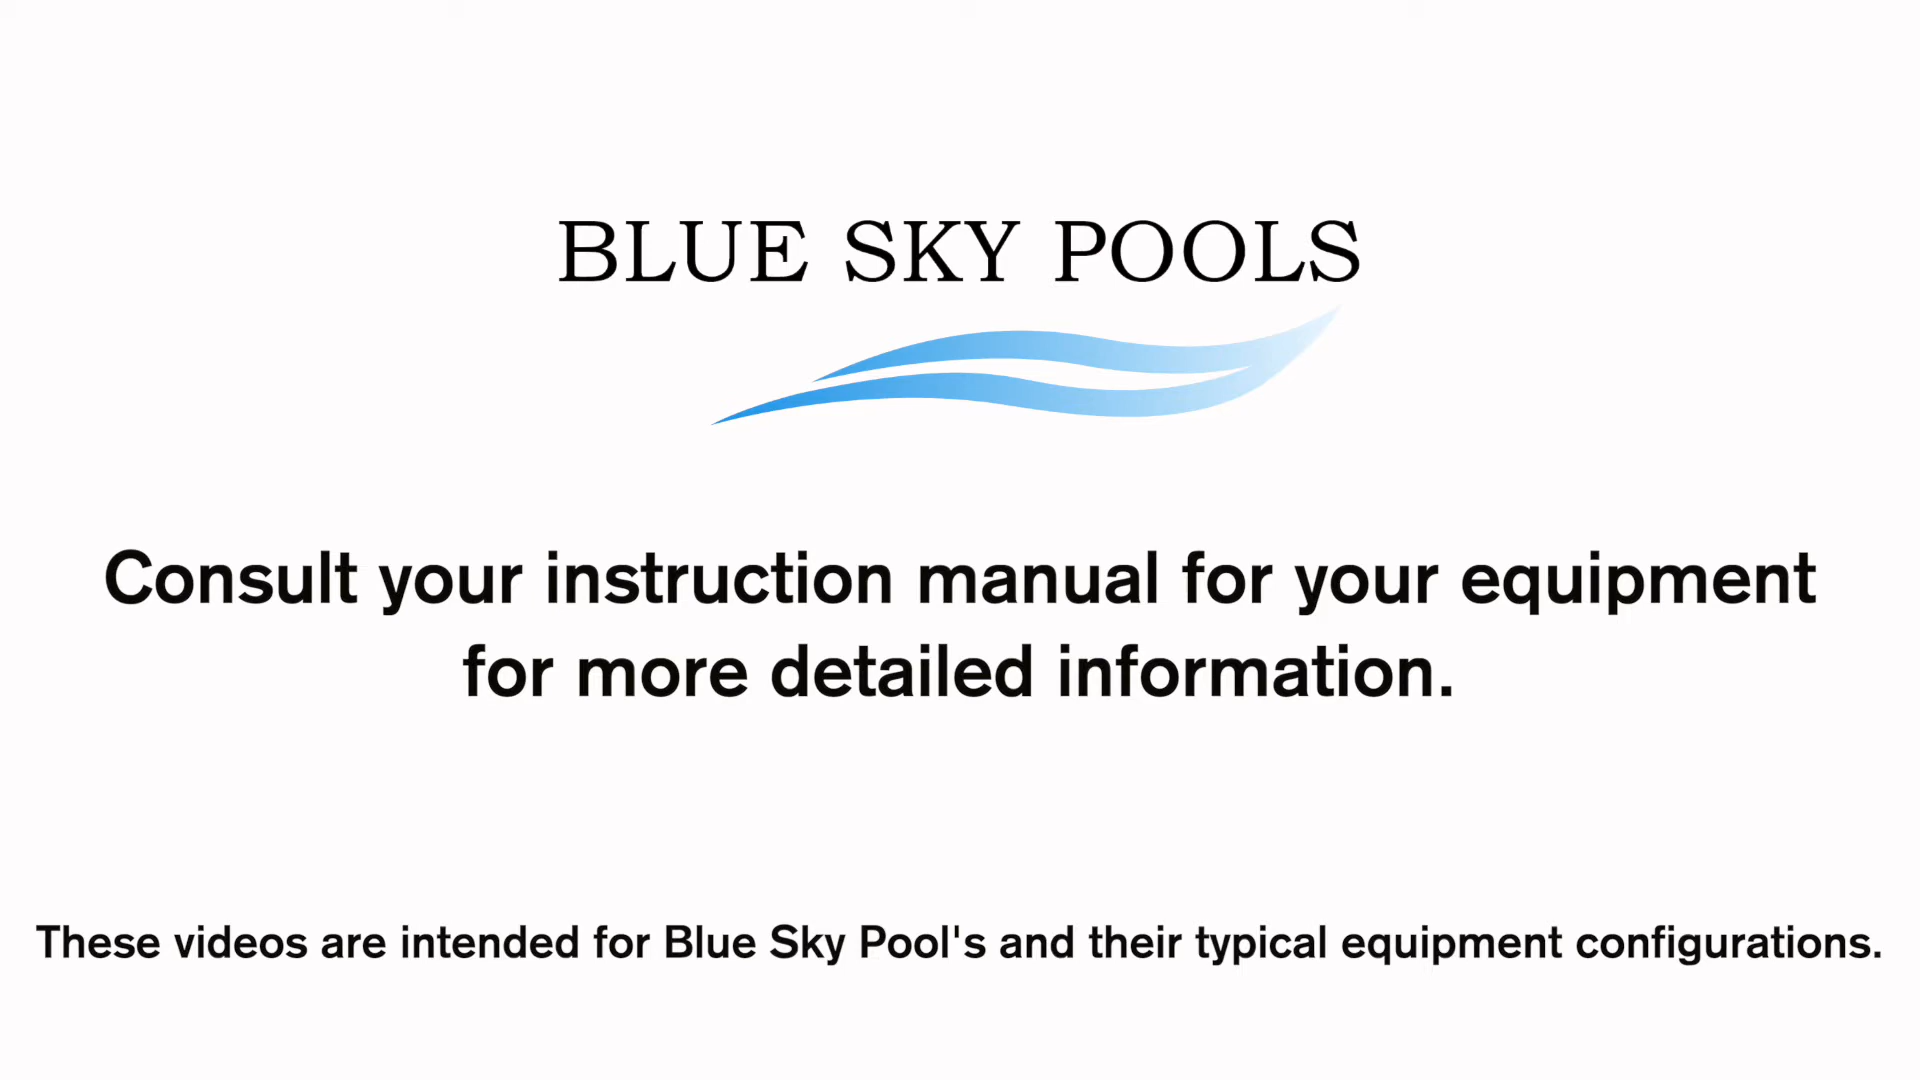 BLUE SKY POOLS
Consult your instruction manual for your equipment
for more detailed information.
These videos are intended for Blue Sky Pool's and their typical equipment configurations.